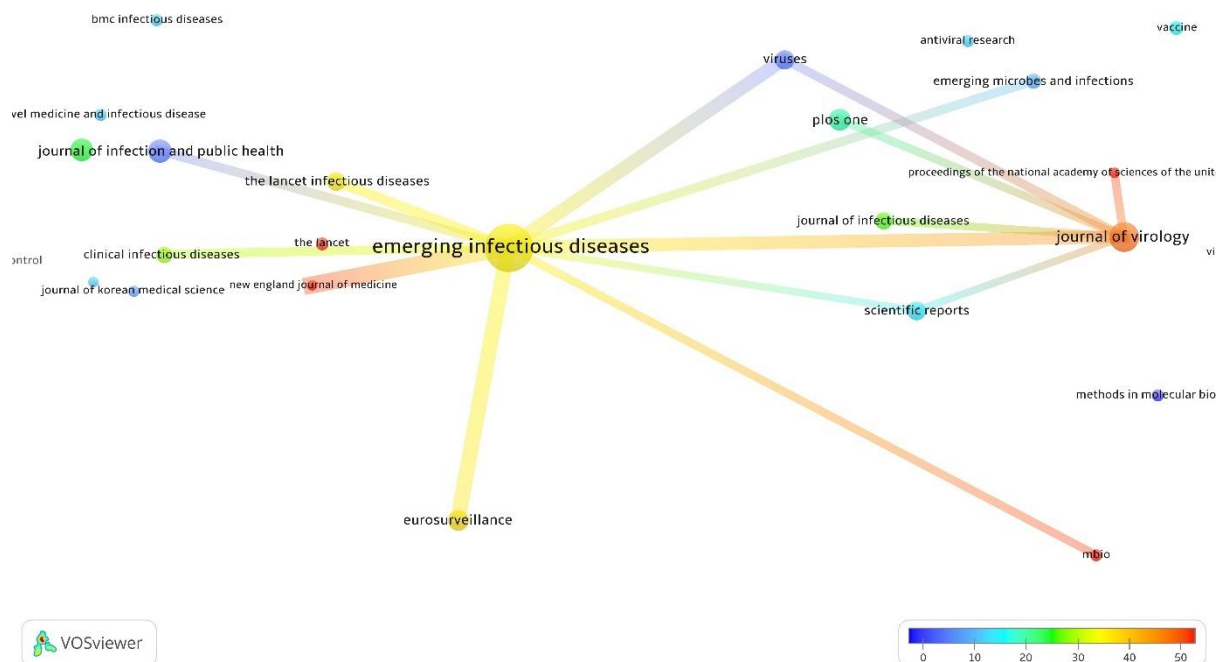 bmc infectious diseases
vaccine
antiviral research
viruses
emerging microbes and infections
vel medicine and infectious disease
plos one
journal of infection and public health
proceedings of the national academy of sciences of the unit
the lancet infectious diseases
journal of infectious diseases
journal of virology
the lancet
emerging infectious diseases
clinical infectious diseases
vi
ontrol
new england journal of medicine
journal of korean medical science
scientific reports
methods in molecular bio
eurosurveillance
mbio
VOSviewer
0 10 20 30 40 50